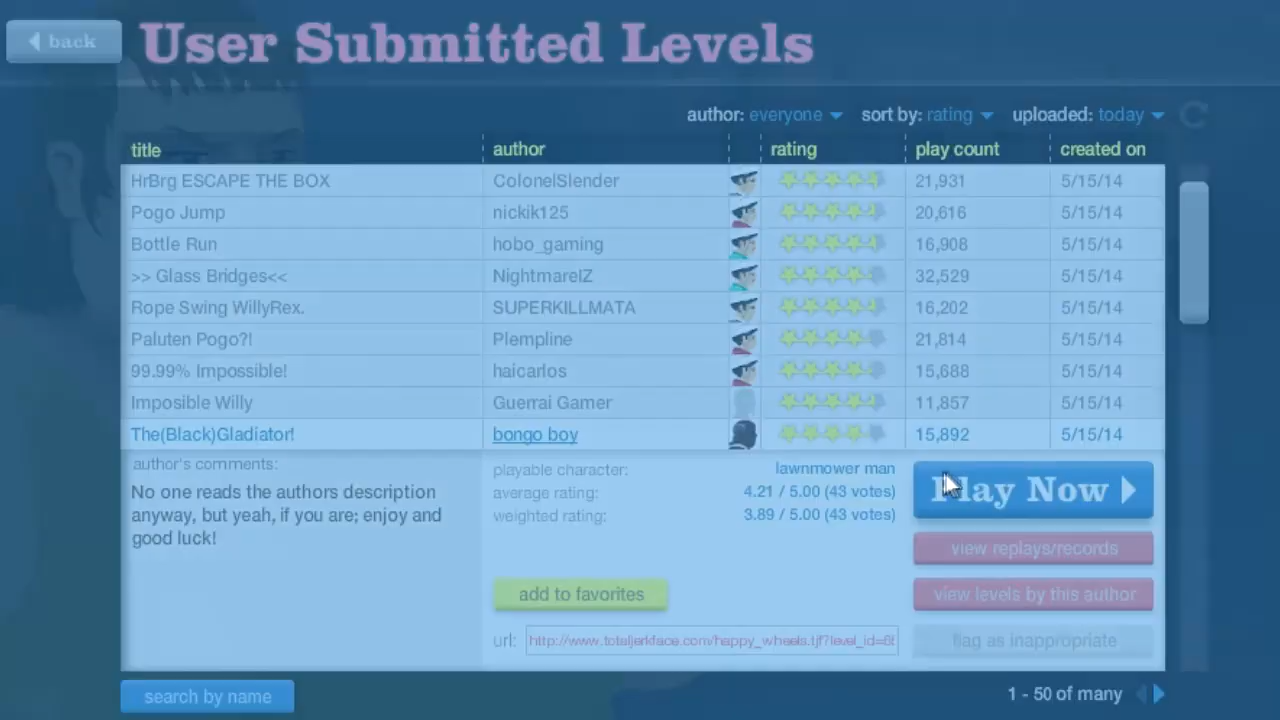 back
User Submitted Levels
author: everyone sort by: rating uploaded: today
title author rating play count created on
HrBrg ESCAPE THE BOX ColonelSlender 21,931 5/15/14
Pogo Jump nickik125 20,616 5/15/14
Bottle Run hobo_gaming 16,908 5/15/14
>> Glass Bridges<< NightmareIZ 32,529 5/15/14
Rope Swing WillyRex. SUPERKILLMATA 16,202 5/15/14
Paluten Pogo?! Plempline 21,814 5/15/14
99.99% Impossible! haicarlos 15,688 5/15/14
Imposible Willy Guerrai Gamer 11,857 5/15/14
The(Black)Gladiator! bongo boy 15,892 5/15/14
author's comments:
No one reads the authors description
anyway, but yeah, if you are; enjoy and
good luck!
playable character: lawnmower man
average rating: 4.21 / 5.00 (43 votes)
weighted rating: 3.89 / 5.00 (43 votes)
Play Now
view replays/records
add to favorites
view levels by this author
url: http://www.totaljerkface.com/happy_wheels.tjf?level_id=6
flag as inappropriate
search by name
1 - 50 of many